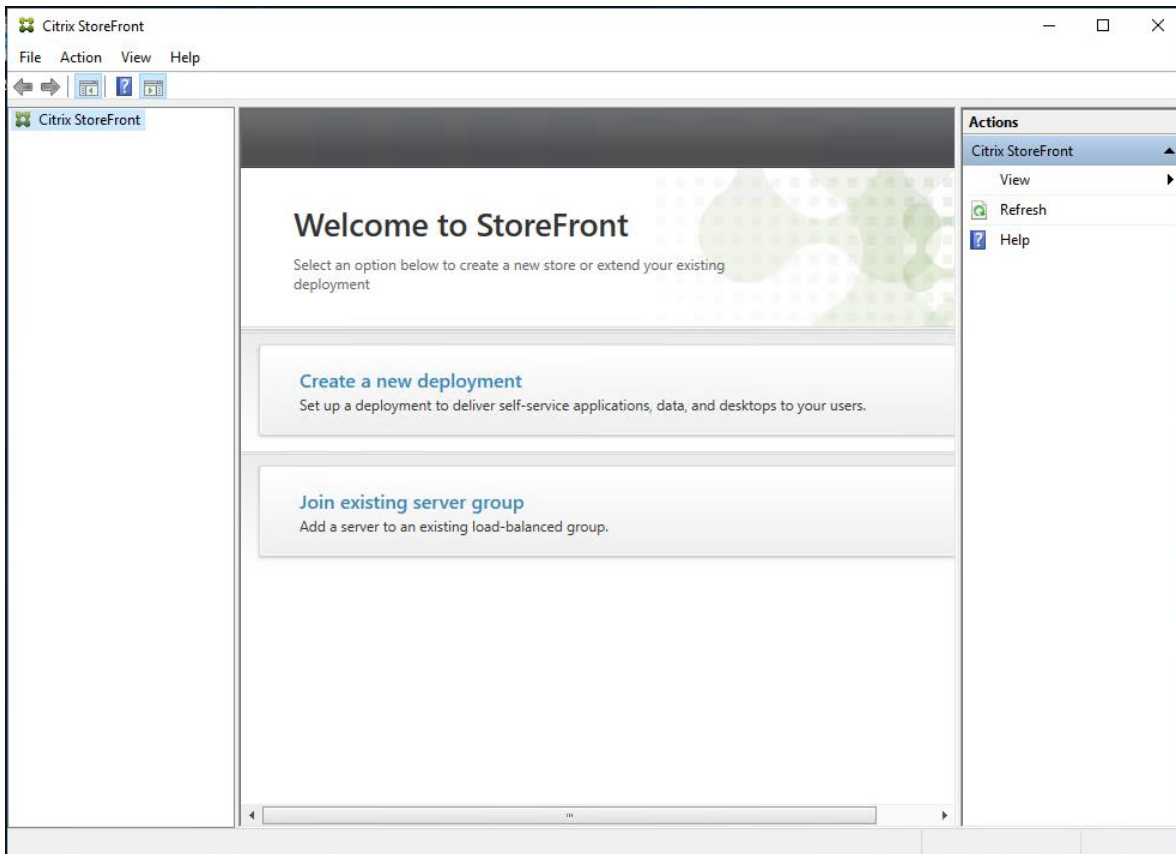 Citrix StoreFront
File Action View Help
Citrix StoreFront
Welcome to StoreFront
Select an option below to create a new store or extend your existing
deployment
Create a new deployment
Set up a deployment to deliver self-service applications, data, and desktops to your users.
Join existing server group
Add a server to an existing load-balanced group.
Actions
Citrix StoreFront
View
Refresh
Help